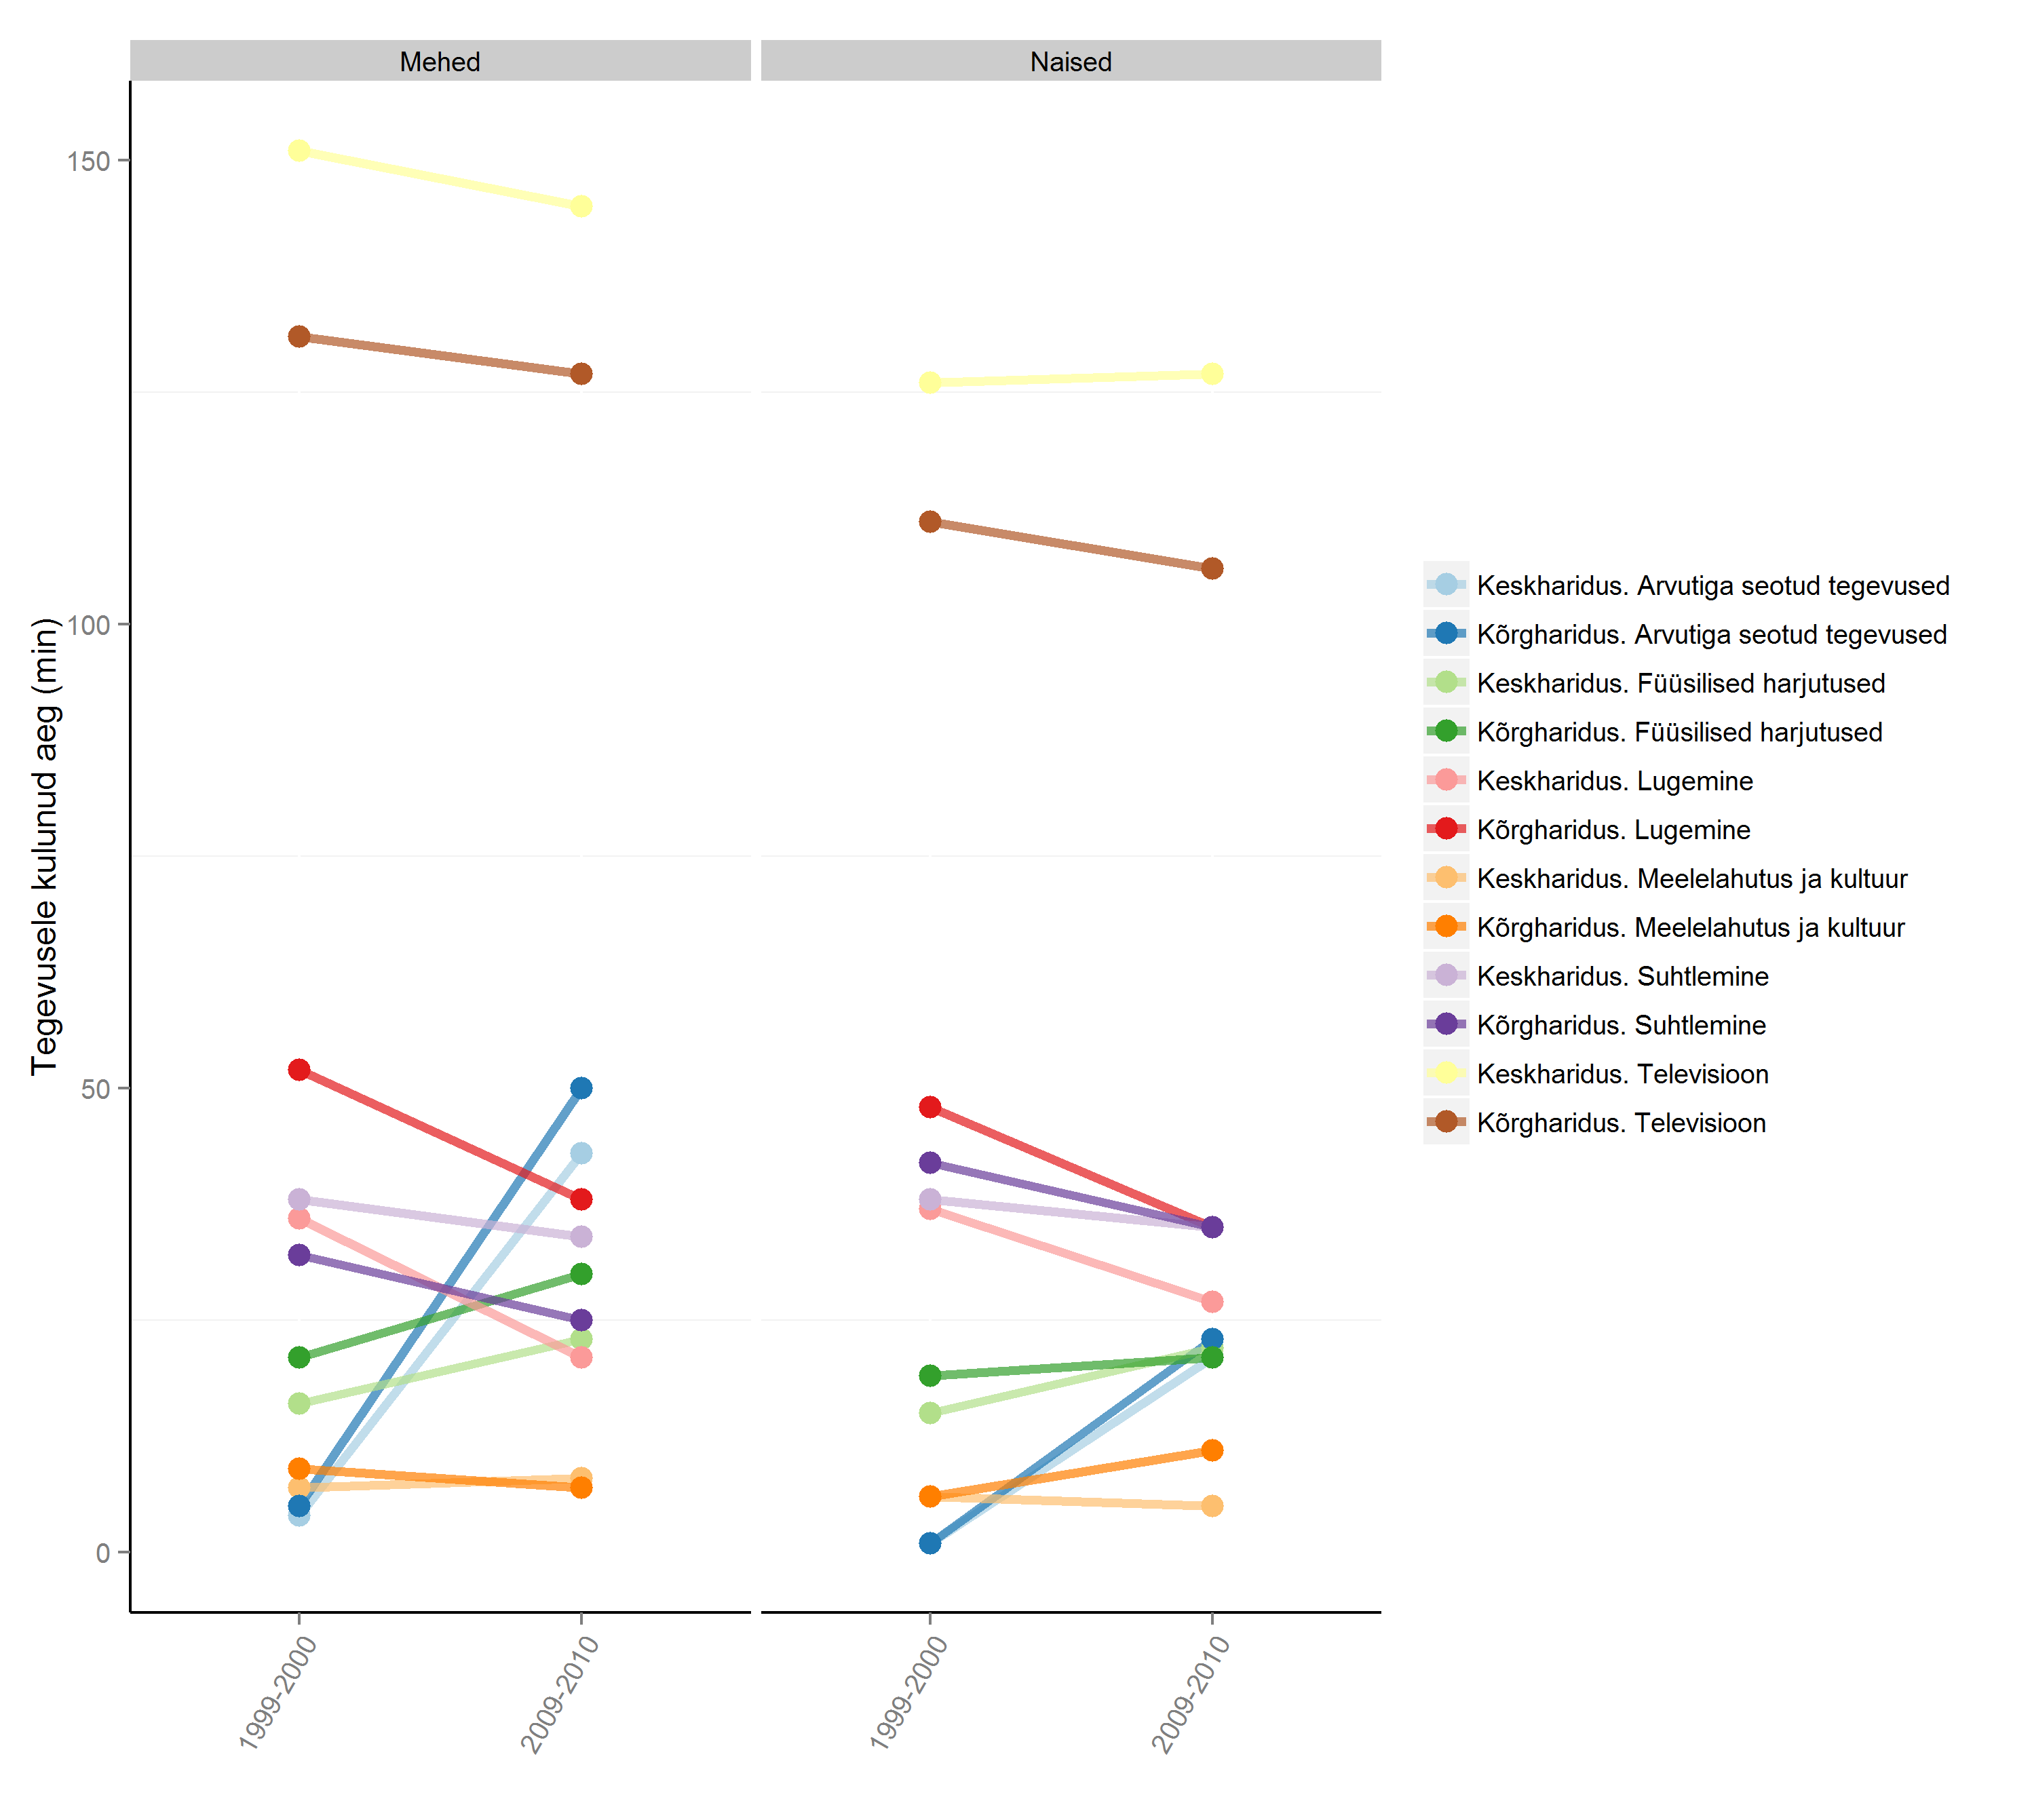 Mehed
Naised
150
100
50
0
Tegevusele kulunud aeg (min)
1999-2000
2009-2010
1999-2000
2009-2010
Keskharidus. Arvutiga seotud tegevused
Kõrgharidus. Arvutiga seotud tegevused
Keskharidus. Füüsilised harjutused
Kõrgharidus. Füüsilised harjutused
Keskharidus. Lugemine
Kõrgharidus. Lugemine
Keskharidus. Meelelahutus ja kultuur
Kõrgharidus. Meelelahutus ja kultuur
Keskharidus. Suhtlemine
Kõrgharidus. Suhtlemine
Keskharidus. Televisioon
Kõrgharidus. Televisioon